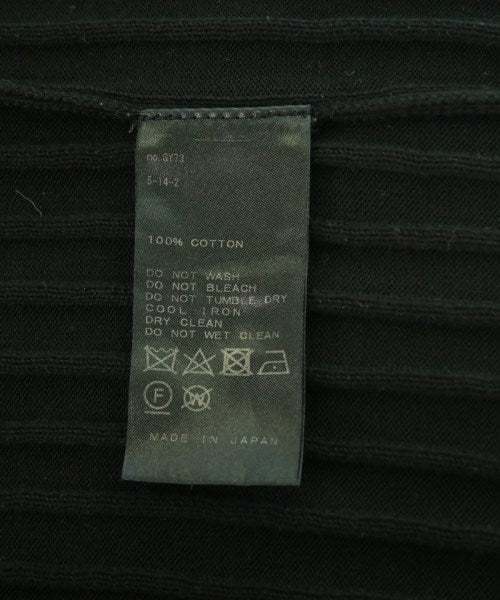 no.GY73
5-14-2
100% COTTON
DO NOT WASH
DO NOT BLEACH
DO NOT TUMBLE DRY
COOL IRON
DRY CLEAN
DO NOT WET CLEAN
F W
MADE IN JAPAN